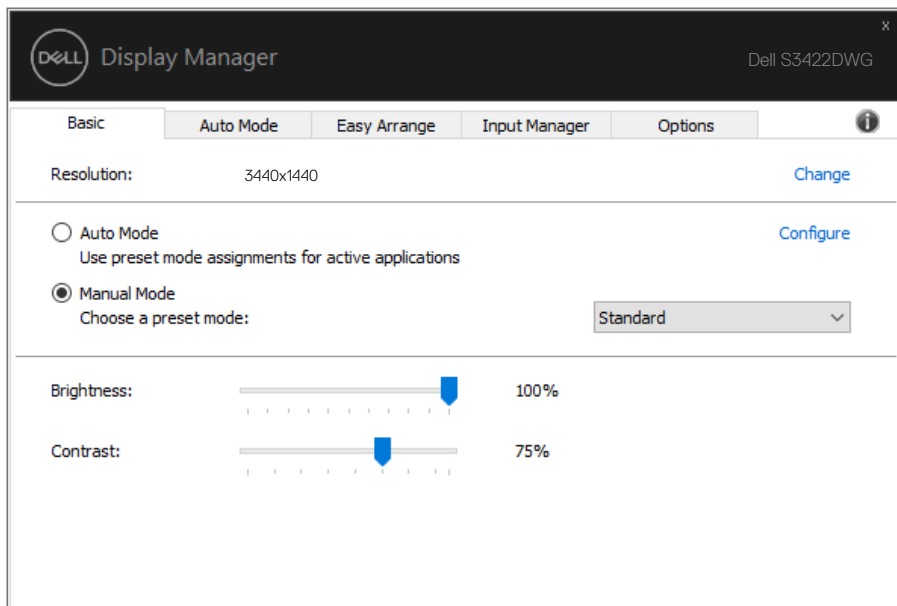 x
DELL Display Manager
Dell S3422DWG
Basic Auto Mode Easy Arrange Input Manager Options i
Resolution: 3440x1440 Change
Auto Mode Configure
Use preset mode assignments for active applications
Manual Mode
Choose a preset mode: Standard
Brightness: 100%
Contrast: 75%